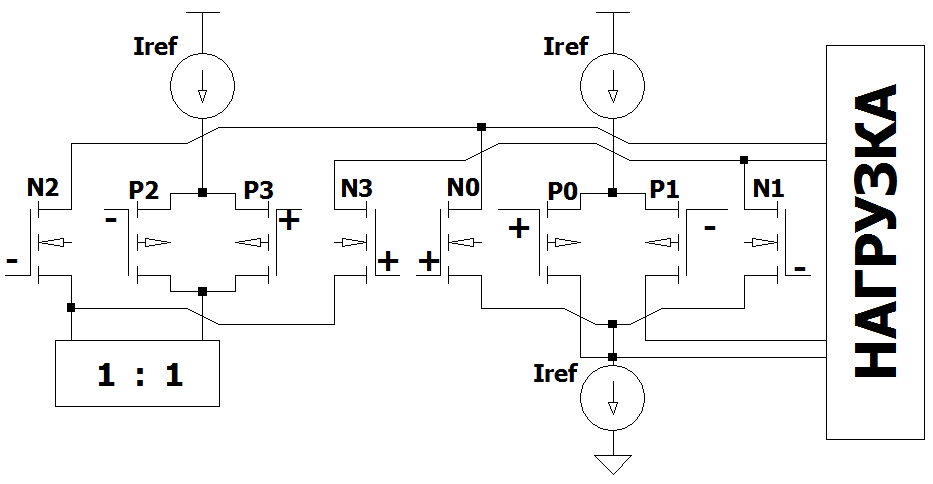 Iref Iref
N2 P2 P3 N3 N0 P0 P1 N1
- + + -
- + + -
1 : 1
Iref
НАГРУЗКА